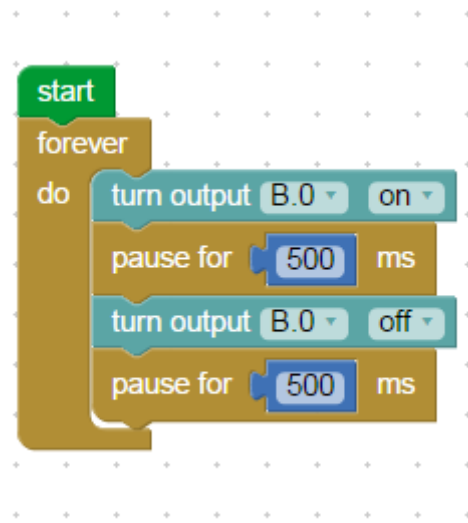 start
forever
do turn output B.0 on
pause for 500 ms
turn output B.0 off
pause for 500 ms